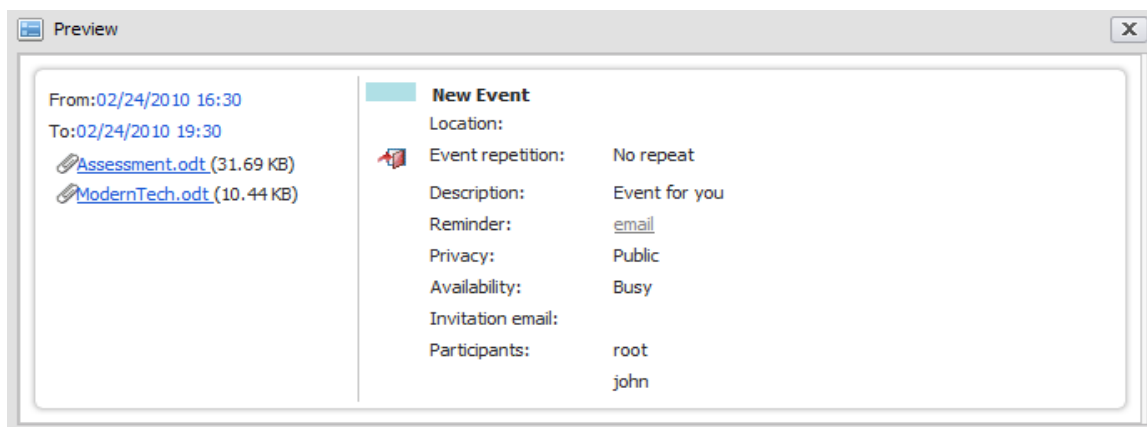 Preview
From:02/24/2010 16:30
To:02/24/2010 19:30
Assessment.odt (31.69 KB)
ModernTech.odt (10.44 KB)
New Event
Location:
Event repetition: No repeat
Description: Event for you
Reminder: email
Privacy: Public
Availability: Busy
Invitation email:
Participants: root
john